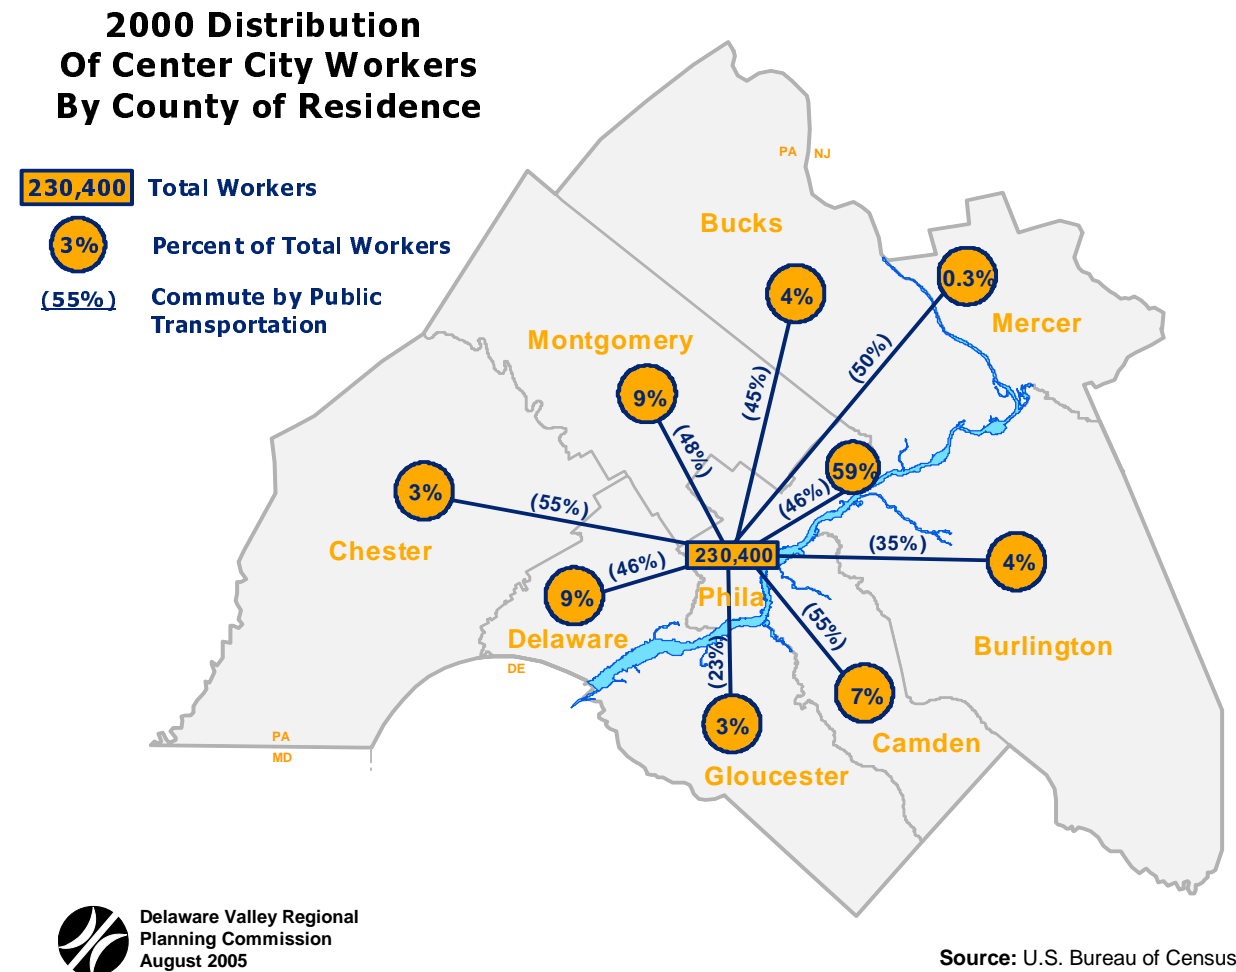 2000 Distribution
Of Center City Workers
By County of Residence
230,400 Total Workers
3% Percent of Total Workers
(55%) Commute by Public
Transportation
PA NJ
Bucks
0.3%
4%
Mercer
Montgomery
(50%)
9%
(45%)
(48%)
59%
3%
(46%)
(55%)
Chester
(35%)
230,400
4%
(46%)
9%
Phila
(55%)
Delaware
Burlington
DE
(23%)
7%
3%
PA
MD
Camden
Gloucester
Delaware Valley Regional
Planning Commission
August 2005
Source: U.S. Bureau of Census